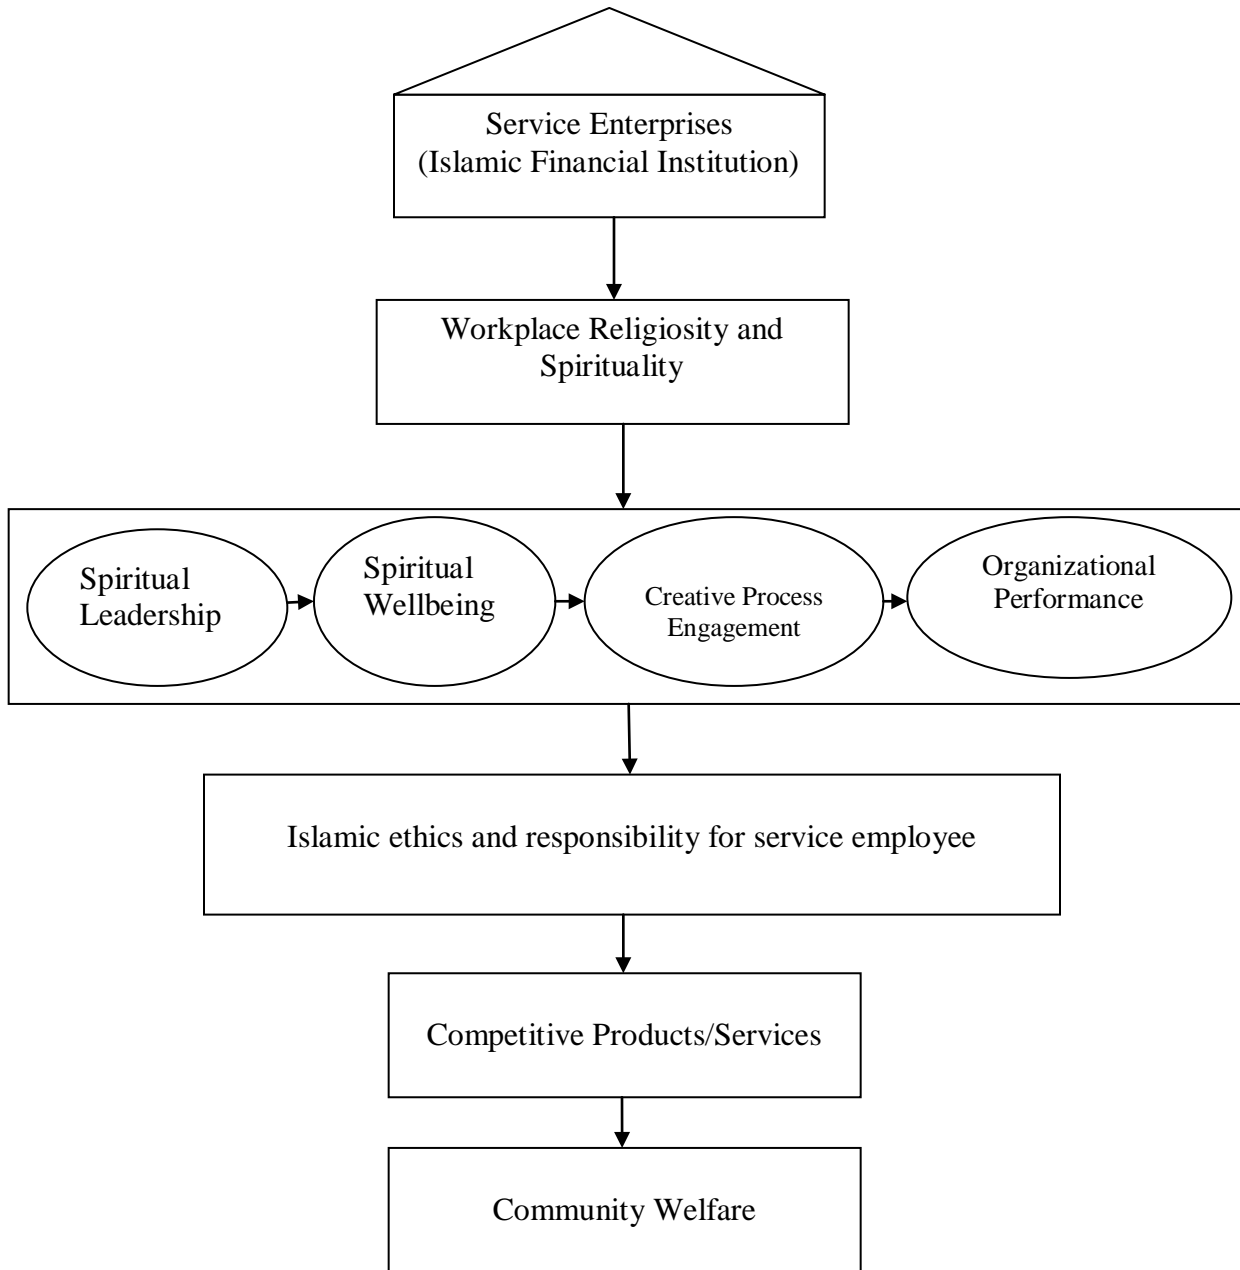 Service Enterprises
(Islamic Financial Institution)
Workplace Religiosity and
Spirituality
Spiritual
Leadership
Spiritual
Wellbeing
Creative Process
Engagement
Organizational
Performance
Islamic ethics and responsibility for service employee
Competitive Products/Services
Community Welfare